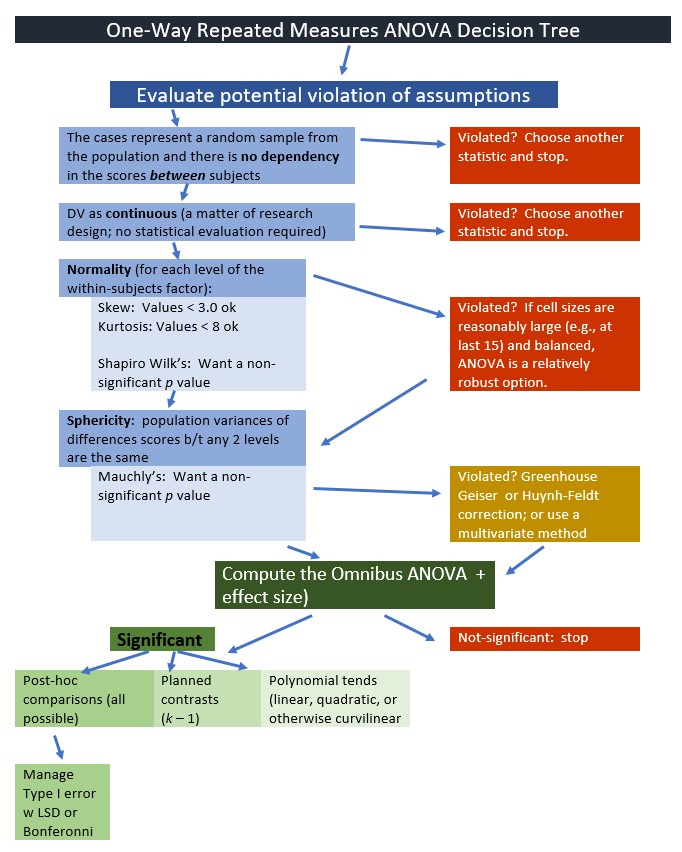 One-Way Repeated Measures ANOVA Decision Tree
Evaluate potential violation of assumptions
The cases represent a random sample from
the population and there is no dependency
in the scores between subjects
Violated?  Choose another
statistic and stop.
DV as continuous (a matter of research
design; no statistical evaluation required)
Violated?  Choose another
statistic and stop.
Normality (for each level of the
within-subjects factor):
Skew:  Values < 3.0 ok
Kurtosis: Values < 8 ok
Shapiro Wilk's:  Want a non-
significant p value
Violated?  If cell sizes are
reasonably large (e.g., at
last 15) and balanced,
ANOVA is a relatively
robust option.
Sphericity:  population variances of
differences scores b/t any 2 levels
are the same
Mauchly's:  Want a non-
significant p value
Violated? Greenhouse
Geiser  or Huynh-Feldt
correction; or use a
multivariate method
Compute the Omnibus ANOVA  +
effect size)
Significant
Not-significant:  stop
Post-hoc
comparisons (all
possible)
Planned
contrasts
(k – 1)
Polynomial tends
(linear, quadratic, or
otherwise curvilinear
Manage
Type I error
w LSD or
Bonferonni